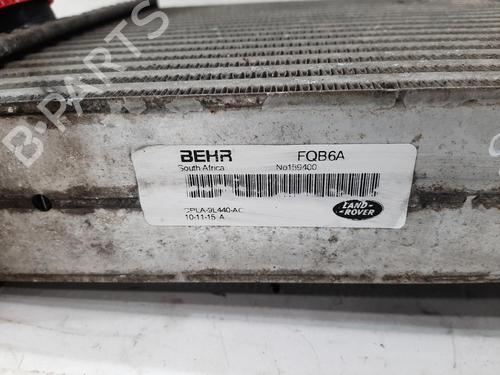 B-PARTS
BEHR FQB6A
South Africa No159400
CPLA-9L440-AC
10-11-15 A
LAND-
-ROVER